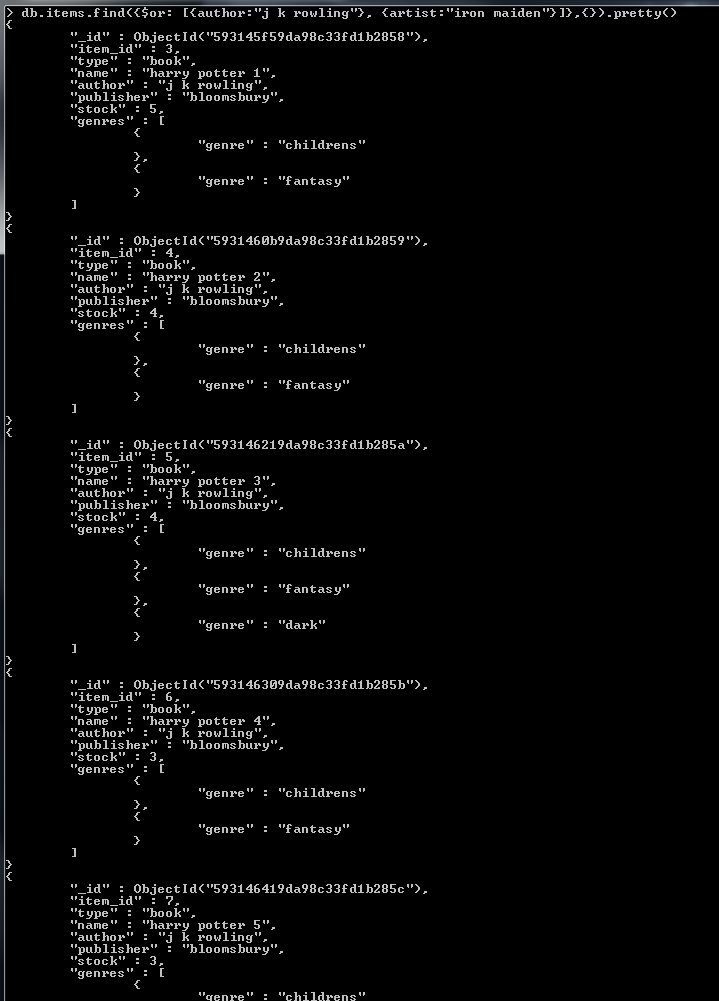 > db.items.find({$or: [{author:"j k rowling"}, {artist:"iron maiden"}]},{}).pretty()
{
"_id" : ObjectId("593145f59da98c33fd1b2858"),
"item_id" : 3,
"type" : "book",
"name" : "harry potter 1",
"author" : "j k rowling",
"publisher" : "bloomsbury",
"stock" : 5,
"genres" : [
{
"genre" : "childrens"
},
{
"genre" : "fantasy"
}
]
}
{
"_id" : ObjectId("5931460b9da98c33fd1b2859"),
"item_id" : 4,
"type" : "book",
"name" : "harry potter 2",
"author" : "j k rowling",
"publisher" : "bloomsbury",
"stock" : 4,
"genres" : [
{
"genre" : "childrens"
},
{
"genre" : "fantasy"
}
]
}
{
"_id" : ObjectId("593146219da98c33fd1b285a"),
"item_id" : 5,
"type" : "book",
"name" : "harry potter 3",
"author" : "j k rowling",
"publisher" : "bloomsbury",
"stock" : 4,
"genres" : [
{
"genre" : "childrens"
},
{
"genre" : "fantasy"
},
{
"genre" : "dark"
}
]
}
{
"_id" : ObjectId("593146309da98c33fd1b285b"),
"item_id" : 6,
"type" : "book",
"name" : "harry potter 4",
"author" : "j k rowling",
"publisher" : "bloomsbury",
"stock" : 3,
"genres" : [
{
"genre" : "childrens"
},
{
"genre" : "fantasy"
}
]
}
{
"_id" : ObjectId("593146419da98c33fd1b285c"),
"item_id" : 7,
"type" : "book",
"name" : "harry potter 5",
"author" : "j k rowling",
"publisher" : "bloomsbury",
"stock" : 3,
"genres" : [
{
"genre" : "childrens"